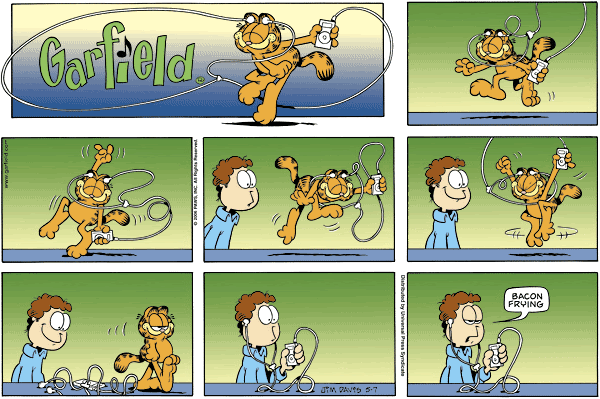 Garfield
www.garfield.com
© 2006 PAWS, INC. All Rights Reserved.
Distributed by Universal Press Syndicate
JIM DAVIS 5-7
BACON
FRYING